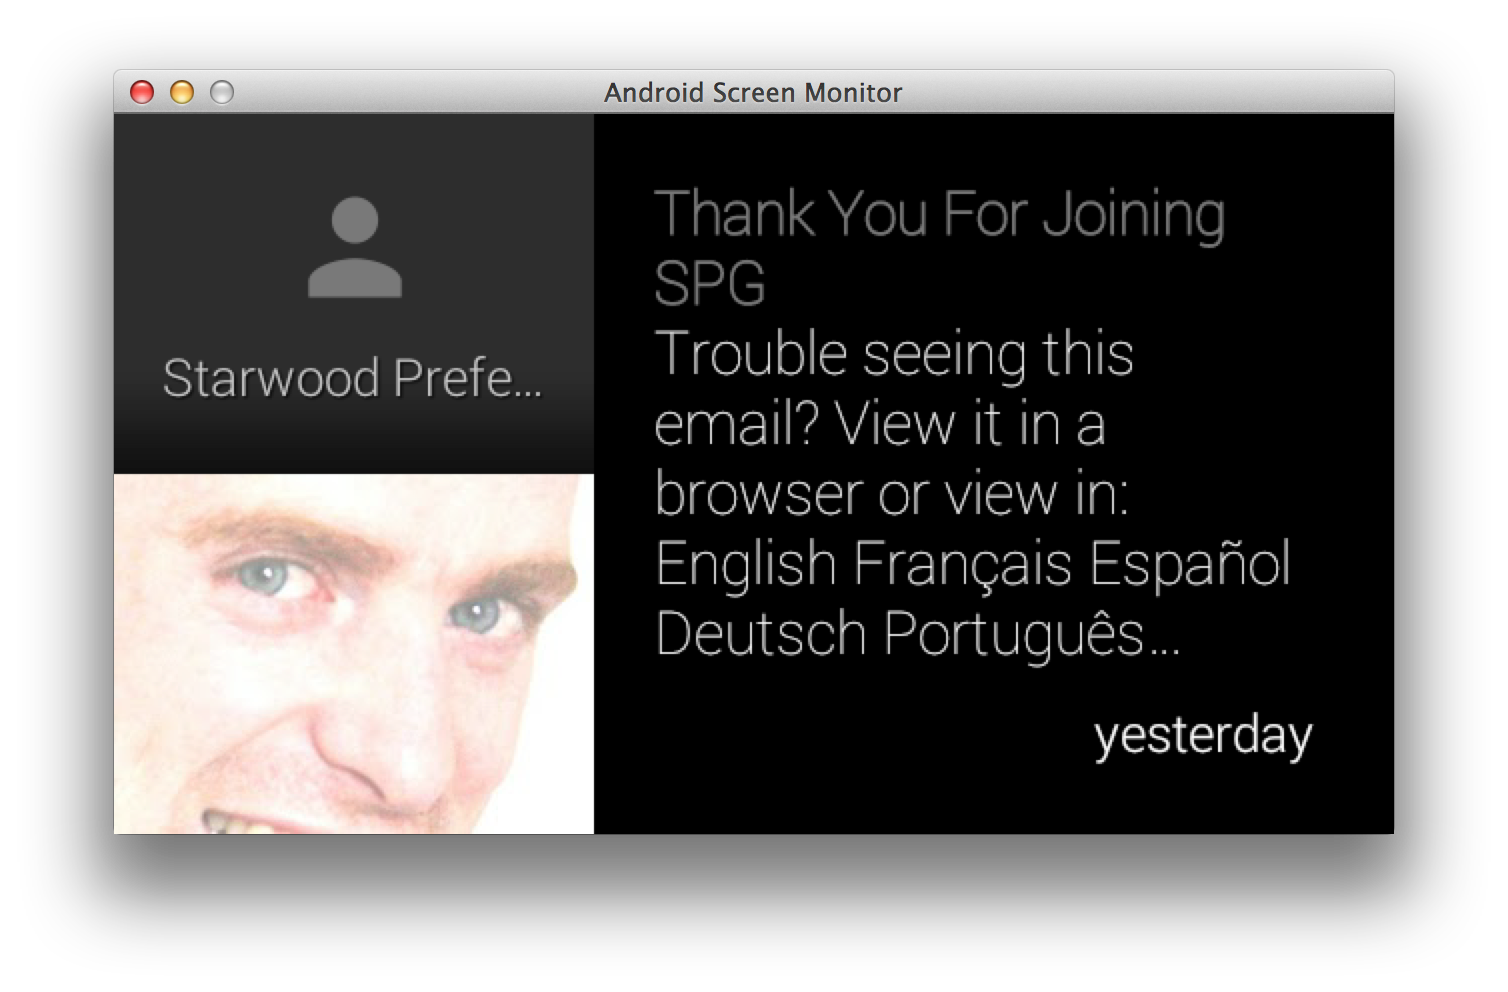 Android Screen Monitor
Starwood Prefe...
Thank You For Joining
SPG
Trouble seeing this
email? View it in a
browser or view in:
English Français Español
Deutsch Português...
yesterday